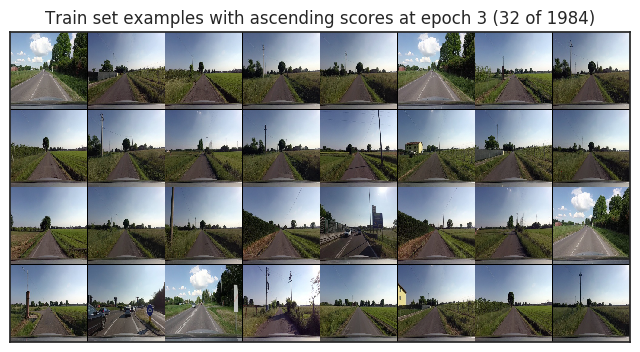 Train set examples with ascending scores at epoch 3 (32 of 1984)